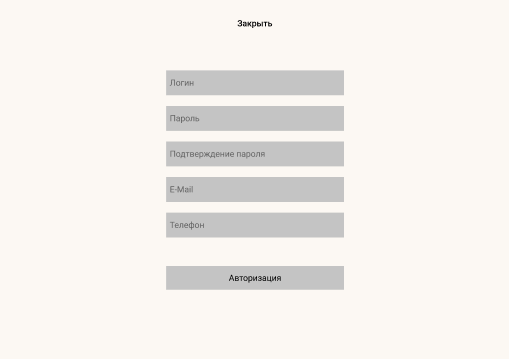 Закрыть
Логин
Пароль
Подтверждение пароля
E-Mail
Телефон
Авторизация